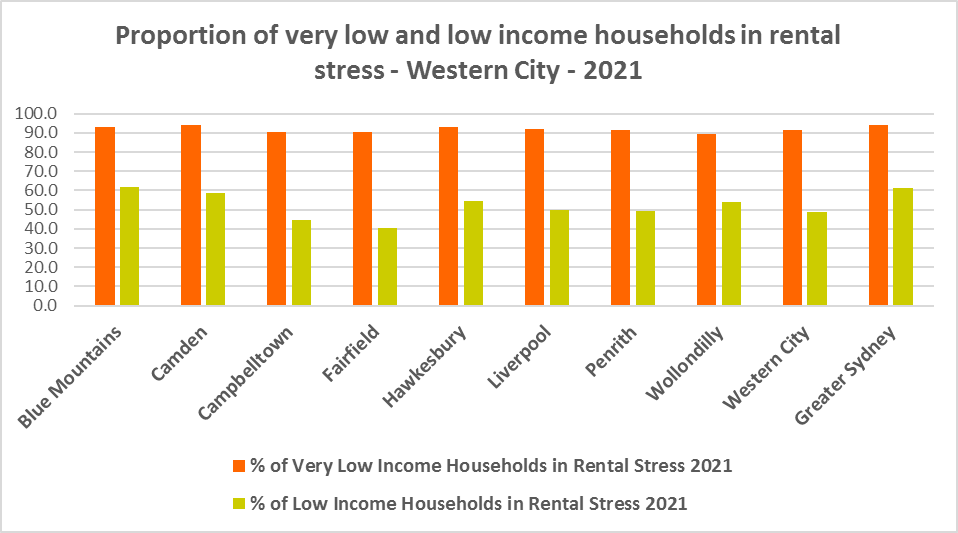 Proportion of very low and low income households in rental
stress - Western City - 2021
100.0
90.0
80.0
70.0
60.0
50.0
40.0
30.0
20.0
10.0
0.0
Blue Mountains
Camden
Campbelltown
Fairfield
Hawkesbury
Liverpool
Penrith
Wollondilly
Western City
Greater Sydney
% of Very Low Income Households in Rental Stress 2021
% of Low Income Households in Rental Stress 2021